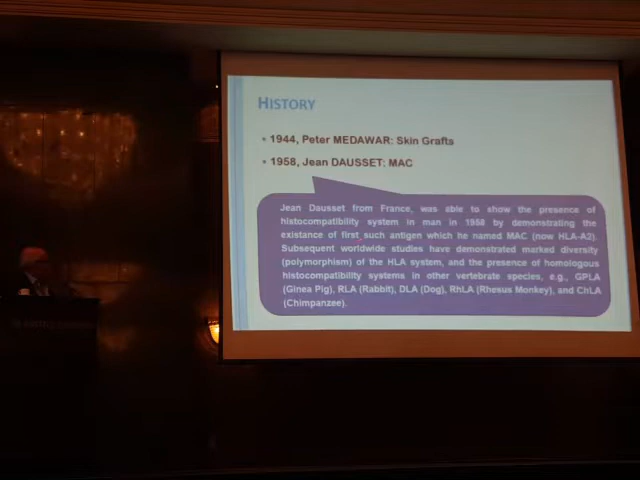 HISTORY
• 1944, Peter MEDAWAR: Skin Grafts
• 1958, Jean DAUSSET: MAC
Jean Dausset from France, was able to show the presence of
histocompatibility system in man in 1958 by demonstrating the
existance of first such antigen which he named MAC (now HLA-A2).
Subsequent worldwide studies have demonstrated marked diversity
(polymorphism) of the HLA system, and the presence of homologous
histocompatibility systems in other vertebrate species, e.g., GPLA
(Ginea Pig), RLA (Rabbit), DLA (Dog), RhLA (Rhesus Monkey), and ChLA
(Chimpanzee).